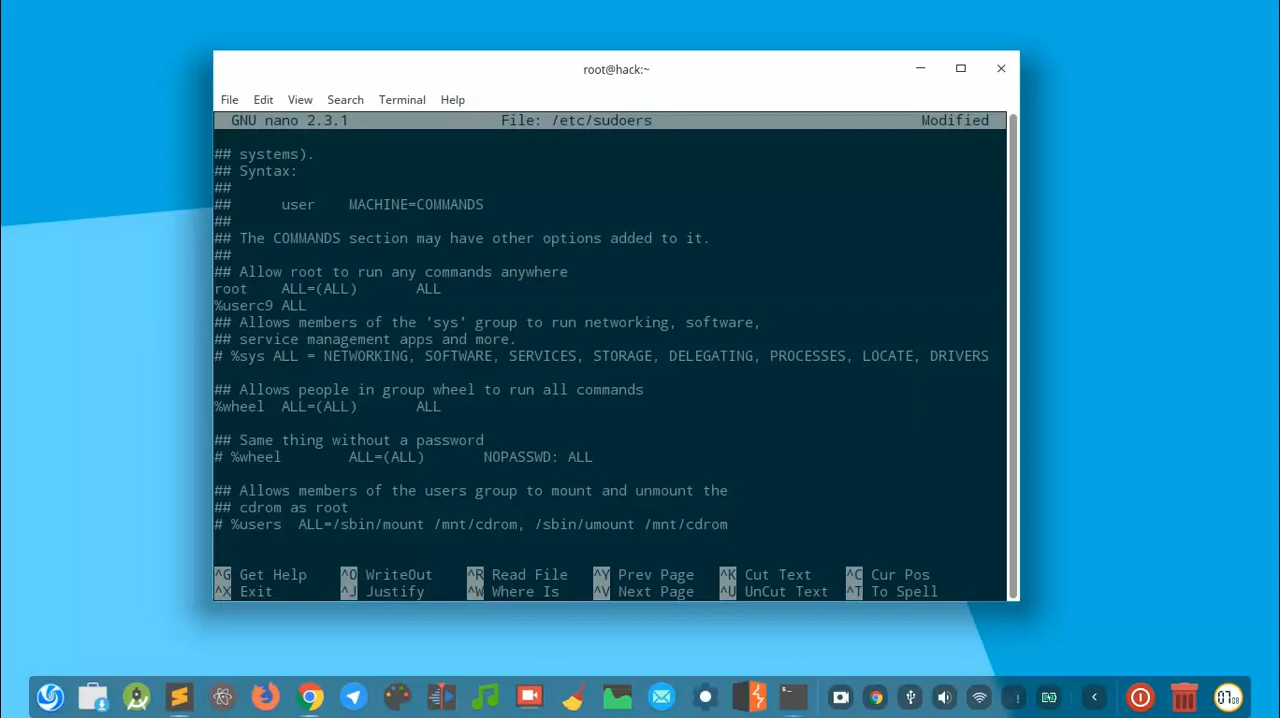 root@hack:~
File Edit View Search Terminal Help
GNU nano 2.3.1 File: /etc/sudoers Modified
## systems).
## Syntax:
##
## user MACHINE=COMMANDS
##
## The COMMANDS section may have other options added to it.
##
## Allow root to run any commands anywhere
root ALL=(ALL) ALL
%userc9 ALL
## Allows members of the 'sys' group to run networking, software,
## service management apps and more.
# %sys ALL = NETWORKING, SOFTWARE, SERVICES, STORAGE, DELEGATING, PROCESSES, LOCATE, DRIVERS
## Allows people in group wheel to run all commands
%wheel ALL=(ALL) ALL
## Same thing without a password
# %wheel ALL=(ALL) NOPASSWD: ALL
## Allows members of the users group to mount and unmount the
## cdrom as root
# %users ALL=/sbin/mount /mnt/cdrom, /sbin/umount /mnt/cdrom
^G Get Help ^O WriteOut ^R Read File ^Y Prev Page ^K Cut Text ^C Cur Pos
^X Exit ^J Justify ^W Where Is ^V Next Page ^U UnCut Text ^T To Spell